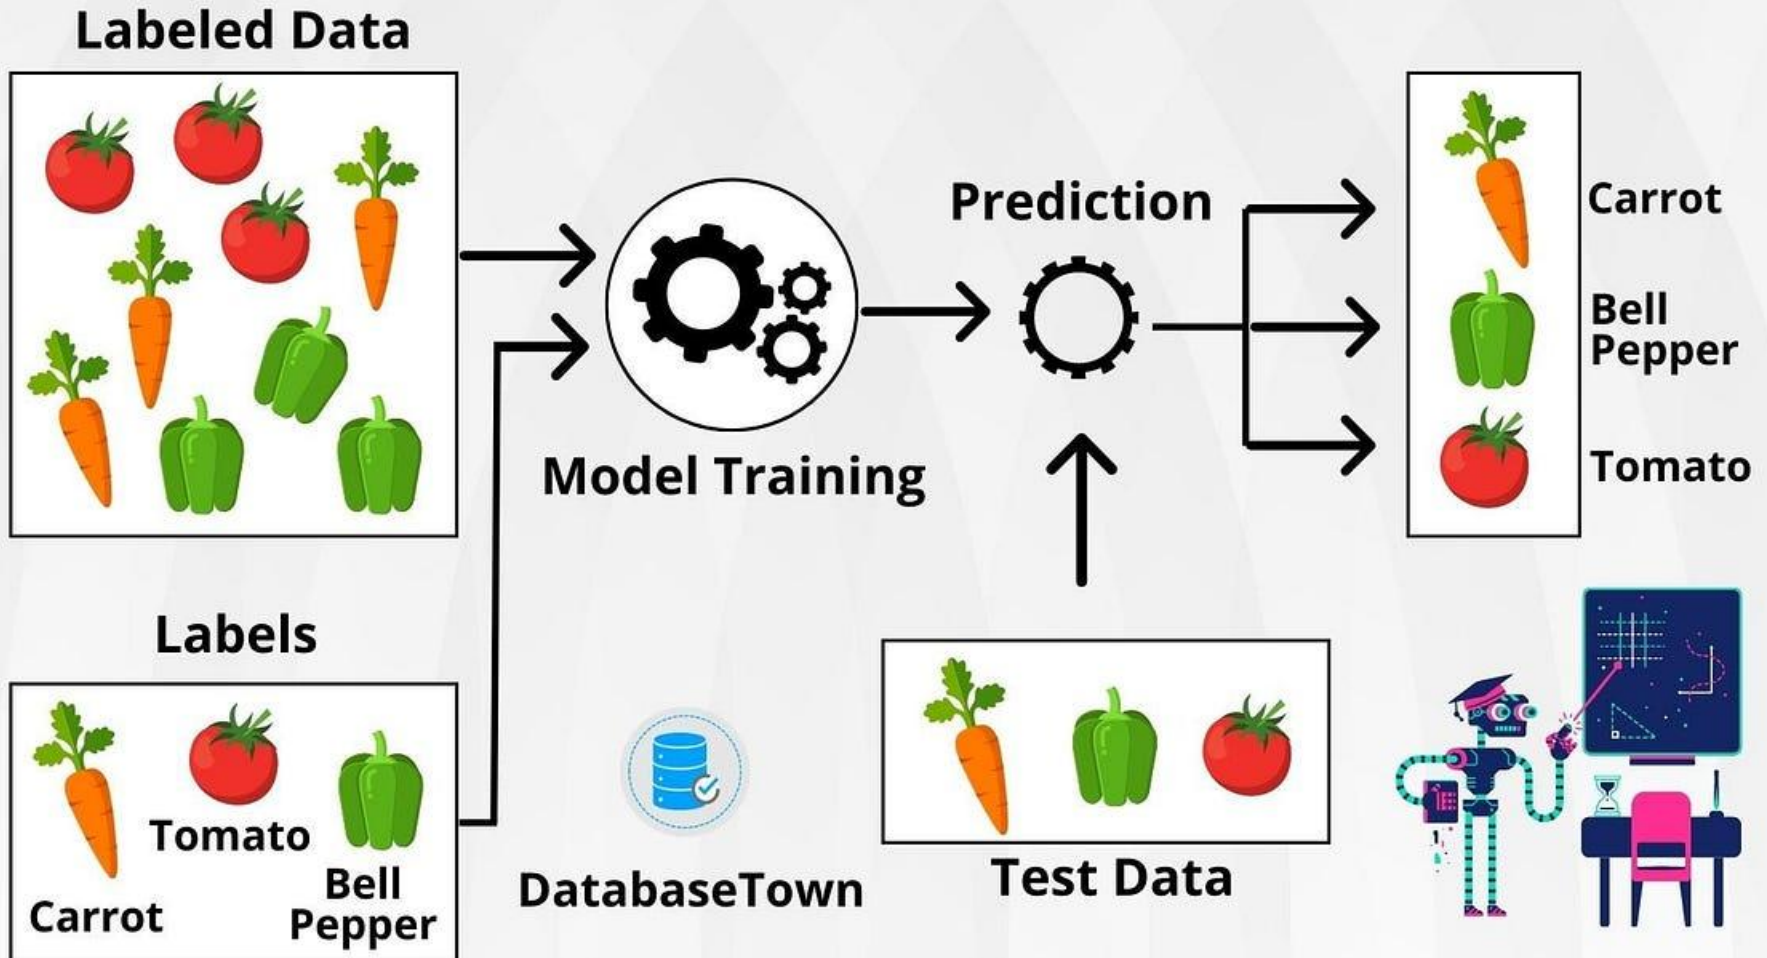 Labeled Data
Prediction
Carrot
Bell
Pepper
Tomato
Model Training
Labels
Tomato
Bell
Pepper
Carrot
DatabaseTown
Test Data